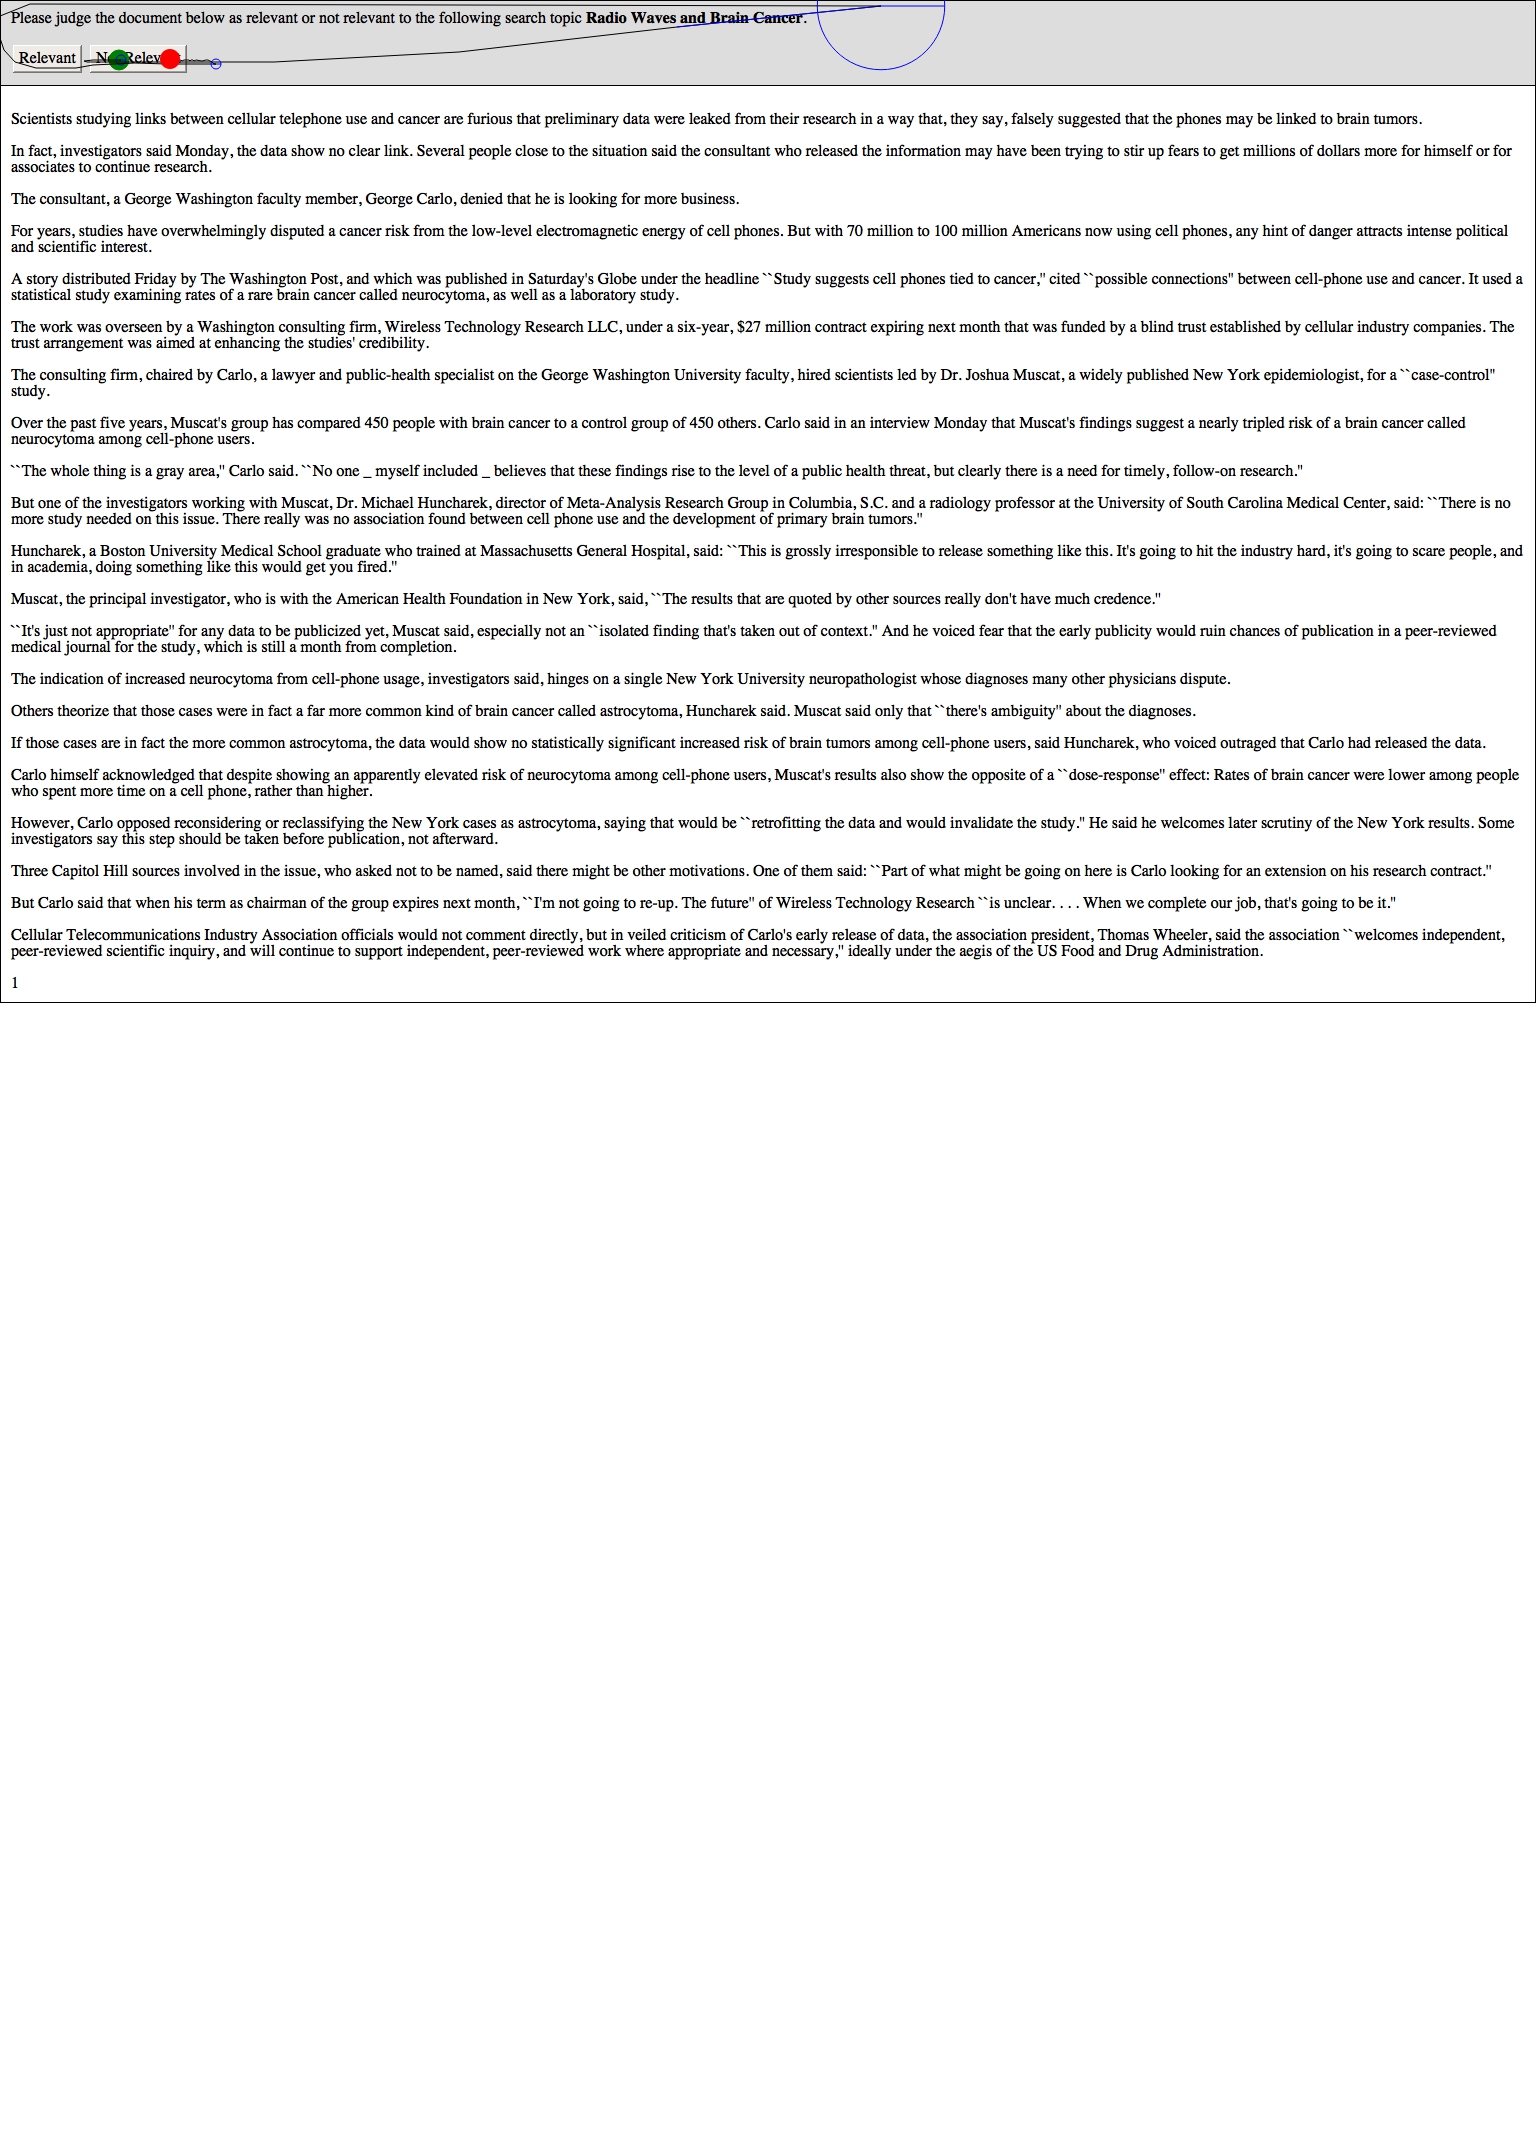 Please judge the document below as relevant or not relevant to the following search topic Radio Waves and Brain Cancer.
Relevant
Scientists studying links between cellular telephone use and cancer are furious that preliminary data were leaked from their research in a way that, they say, falsely suggested that the phones may be linked to brain tumors.
In fact, investigators said Monday, the data show no clear link. Several people close to the situation said the consultant who released the information may have been trying to stir up fears to get millions of dollars more for himself or for
associates to continue research.
The consultant, a George Washington faculty member, George Carlo, denied that he is looking for more business.
For years, studies have overwhelmingly disputed a cancer risk from the low-level electromagnetic energy of cell phones. But with 70 million to 100 million Americans now using cell phones, any hint of danger attracts intense political
and scientific interest.
A story distributed Friday by The Washington Post, and which was published in Saturday's Globe under the headline ``Study suggests cell phones tied to cancer,'' cited ``possible connections'' between cell-phone use and cancer. It used a
statistical study examining rates of a rare brain cancer called neurocytoma, as well as a laboratory study.
The work was overseen by a Washington consulting firm, Wireless Technology Research LLC, under a six-year, $27 million contract expiring next month that was funded by a blind trust established by cellular industry companies. The
trust arrangement was aimed at enhancing the studies' credibility.
The consulting firm, chaired by Carlo, a lawyer and public-health specialist on the George Washington University faculty, hired scientists led by Dr. Joshua Muscat, a widely published New York epidemiologist, for a ``case-control''
study.
Over the past five years, Muscat's group has compared 450 people with brain cancer to a control group of 450 others. Carlo said in an interview Monday that Muscat's findings suggest a nearly tripled risk of a brain cancer called
neurocytoma among cell-phone users.
``The whole thing is a gray area,'' Carlo said. ``No one _ myself included _ believes that these findings rise to the level of a public health threat, but clearly there is a need for timely, follow-on research.''
But one of the investigators working with Muscat, Dr. Michael Huncharek, director of Meta-Analysis Research Group in Columbia, S.C. and a radiology professor at the University of South Carolina Medical Center, said: ``There is no
more study needed on this issue. There really was no association found between cell phone use and the development of primary brain tumors.''
Huncharek, a Boston University Medical School graduate who trained at Massachusetts General Hospital, said: ``This is grossly irresponsible to release something like this. It's going to hit the industry hard, it's going to scare people, and
in academia, doing something like this would get you fired.''
Muscat, the principal investigator, who is with the American Health Foundation in New York, said, ``The results that are quoted by other sources really don't have much credence.''
``It's just not appropriate'' for any data to be publicized yet, Muscat said, especially not an ``isolated finding that's taken out of context.'' And he voiced fear that the early publicity would ruin chances of publication in a peer-reviewed
medical journal for the study, which is still a month from completion.
The indication of increased neurocytoma from cell-phone usage, investigators said, hinges on a single New York University neuropathologist whose diagnoses many other physicians dispute.
Others theorize that those cases were in fact a far more common kind of brain cancer called astrocytoma, Huncharek said. Muscat said only that ``there's ambiguity'' about the diagnoses.
If those cases are in fact the more common astrocytoma, the data would show no statistically significant increased risk of brain tumors among cell-phone users, said Huncharek, who voiced outraged that Carlo had released the data.
Carlo himself acknowledged that despite showing an apparently elevated risk of neurocytoma among cell-phone users, Muscat's results also show the opposite of a ``dose-response'' effect: Rates of brain cancer were lower among people
who spent more time on a cell phone, rather than higher.
However, Carlo opposed reconsidering or reclassifying the New York cases as astrocytoma, saying that would be ``retrofitting the data and would invalidate the study.'' He said he welcomes later scrutiny of the New York results. Some
investigators say this step should be taken before publication, not afterward.
Three Capitol Hill sources involved in the issue, who asked not to be named, said there might be other motivations. One of them said: ``Part of what might be going on here is Carlo looking for an extension on his research contract.''
But Carlo said that when his term as chairman of the group expires next month, ``I'm not going to re-up. The future'' of Wireless Technology Research ``is unclear. . . . When we complete our job, that's going to be it.''
Cellular Telecommunications Industry Association officials would not comment directly, but in veiled criticism of Carlo's early release of data, the association president, Thomas Wheeler, said the association ``welcomes independent,
peer-reviewed scientific inquiry, and will continue to support independent, peer-reviewed work where appropriate and necessary,'' ideally under the aegis of the US Food and Drug Administration.
1